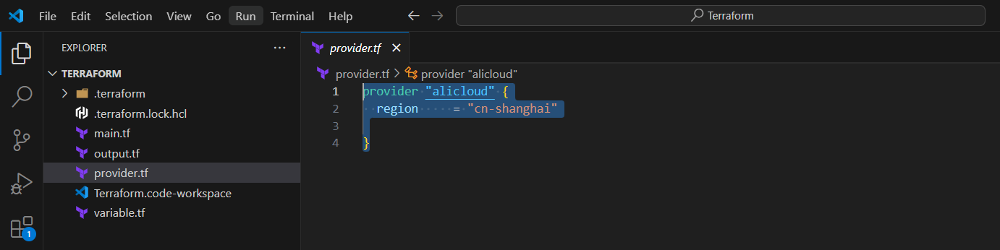 File Edit Selection View Go Run Terminal Help Terraform
EXPLORER ···
provider.tf
TERRAFORM
.terraform
.terraform.lock.hcl
main.tf
output.tf
provider.tf
Terraform.code-workspace
variable.tf
1
provider.tf > provider "alicloud"
1 provider "alicloud" {
2 region = "cn-shanghai"
3
4 }